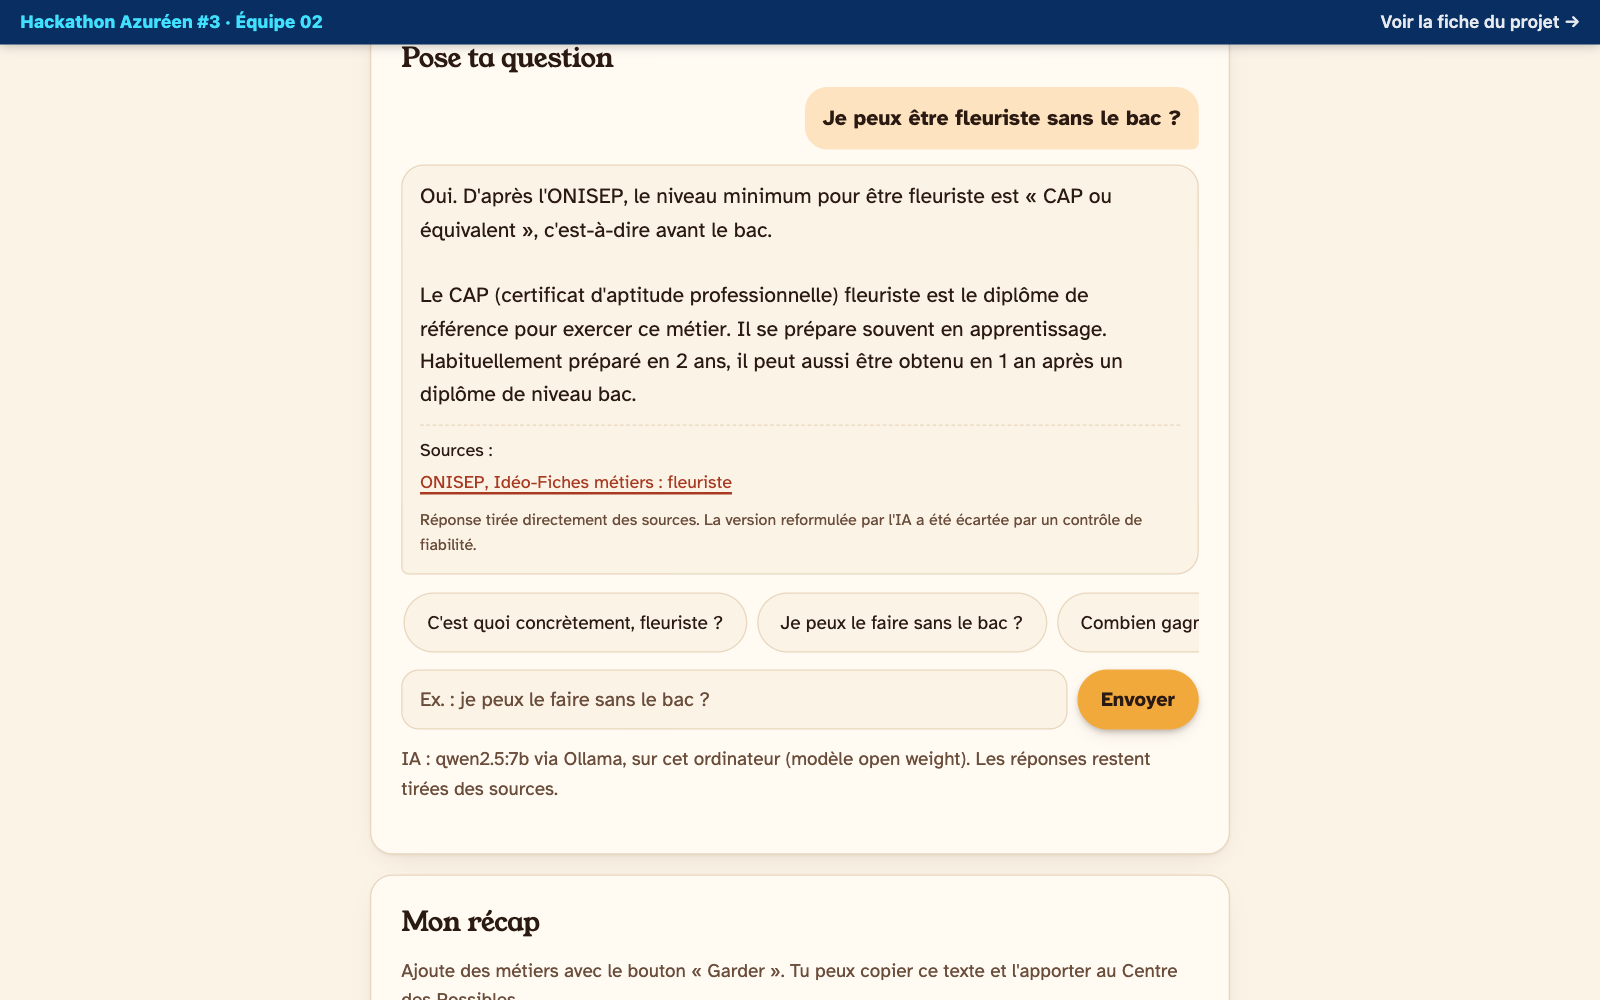 Hackathon Azuréen #3 · Équipe 02
Voir la fiche du projet →
Pose ta question
Je peux être fleuriste sans le bac ?
Oui. D'après l'ONISEP, le niveau minimum pour être fleuriste est « CAP ou
équivalent », c'est-à-dire avant le bac.
Le CAP (certificat d'aptitude professionnelle) fleuriste est le diplôme de
référence pour exercer ce métier. Il se prépare souvent en apprentissage.
Habituellement préparé en 2 ans, il peut aussi être obtenu en 1 an après un
diplôme de niveau bac.
Sources :
ONISEP, Idéo-Fiches métiers : fleuriste
Réponse tirée directement des sources. La version reformulée par l'IA a été écartée par un contrôle de
fiabilité.
C'est quoi concrètement, fleuriste ?
Je peux le faire sans le bac ?
Combien gagn
Ex. : je peux le faire sans le bac ?
Envoyer
IA : qwen2.5:7b via Ollama, sur cet ordinateur (modèle open weight). Les réponses restent
tirées des sources.
Mon récap
Ajoute des métiers avec le bouton « Garder ». Tu peux copier ce texte et l'apporter au Centre
des Possibles.